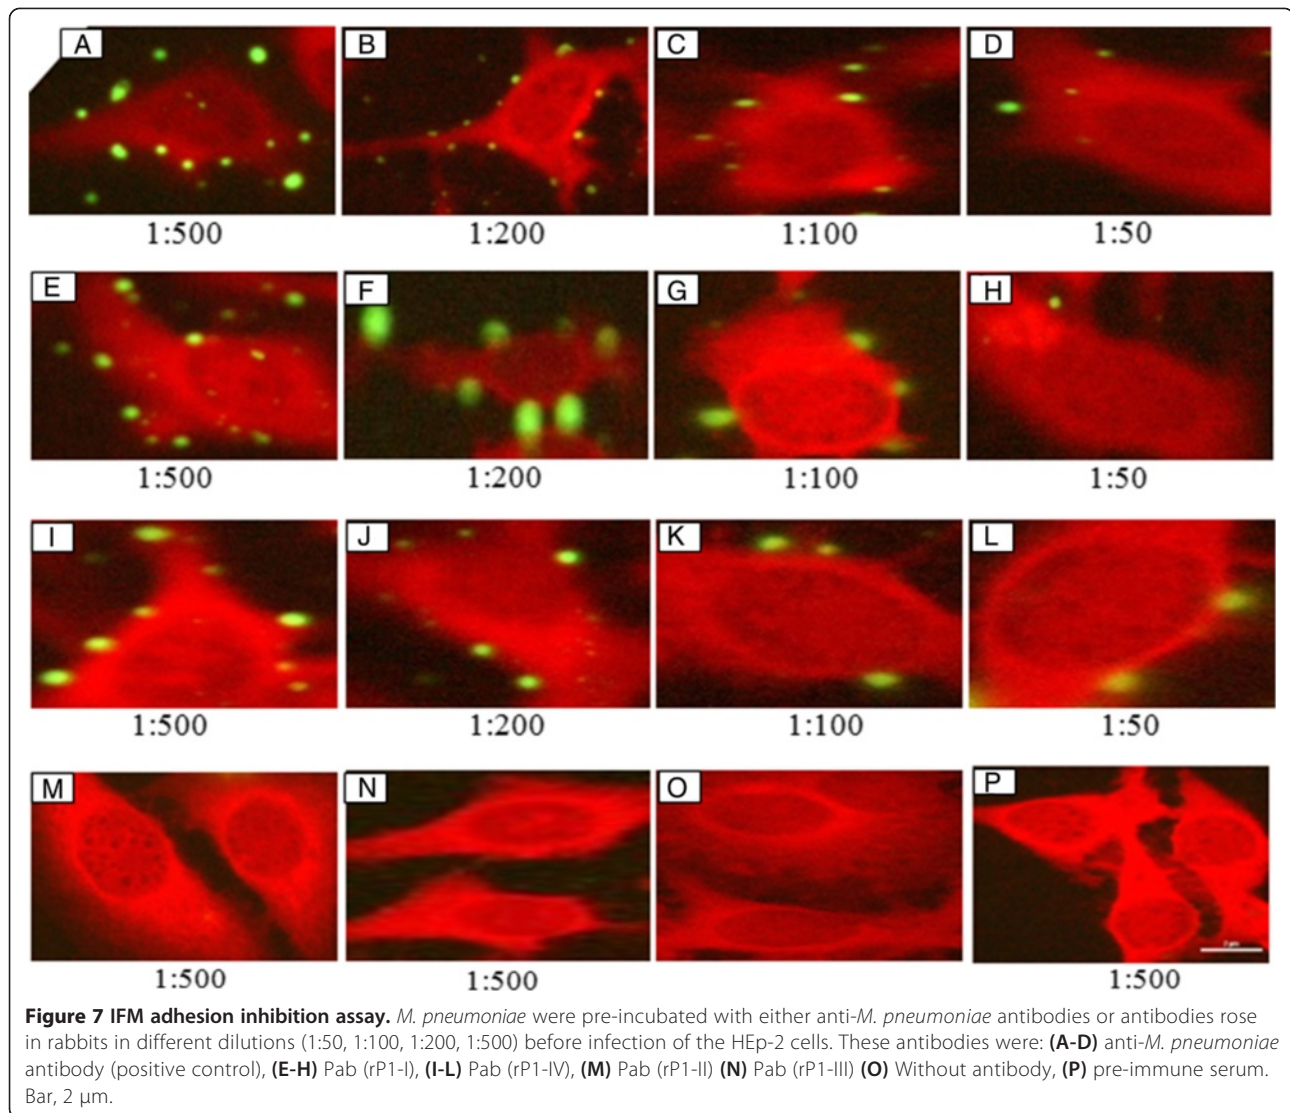 A B C D
1:500 1:200 1:100 1:50
E F G H
1:500 1:200 1:100 1:50
I J K L
1:500 1:200 1:100 1:50
M N O P
2 µm
1:500 1:500 1:500
Figure 7 IFM adhesion inhibition assay. M. pneumoniae were pre-incubated with either anti-M. pneumoniae antibodies or antibodies rose
in rabbits in different dilutions (1:50, 1:100, 1:200, 1:500) before infection of the HEp-2 cells. These antibodies were: (A-D) anti-M. pneumoniae
antibody (positive control), (E-H) Pab (rP1-I), (I-L) Pab (rP1-IV), (M) Pab (rP1-II) (N) Pab (rP1-III) (O) Without antibody, (P) pre-immune serum.
Bar, 2 µm.